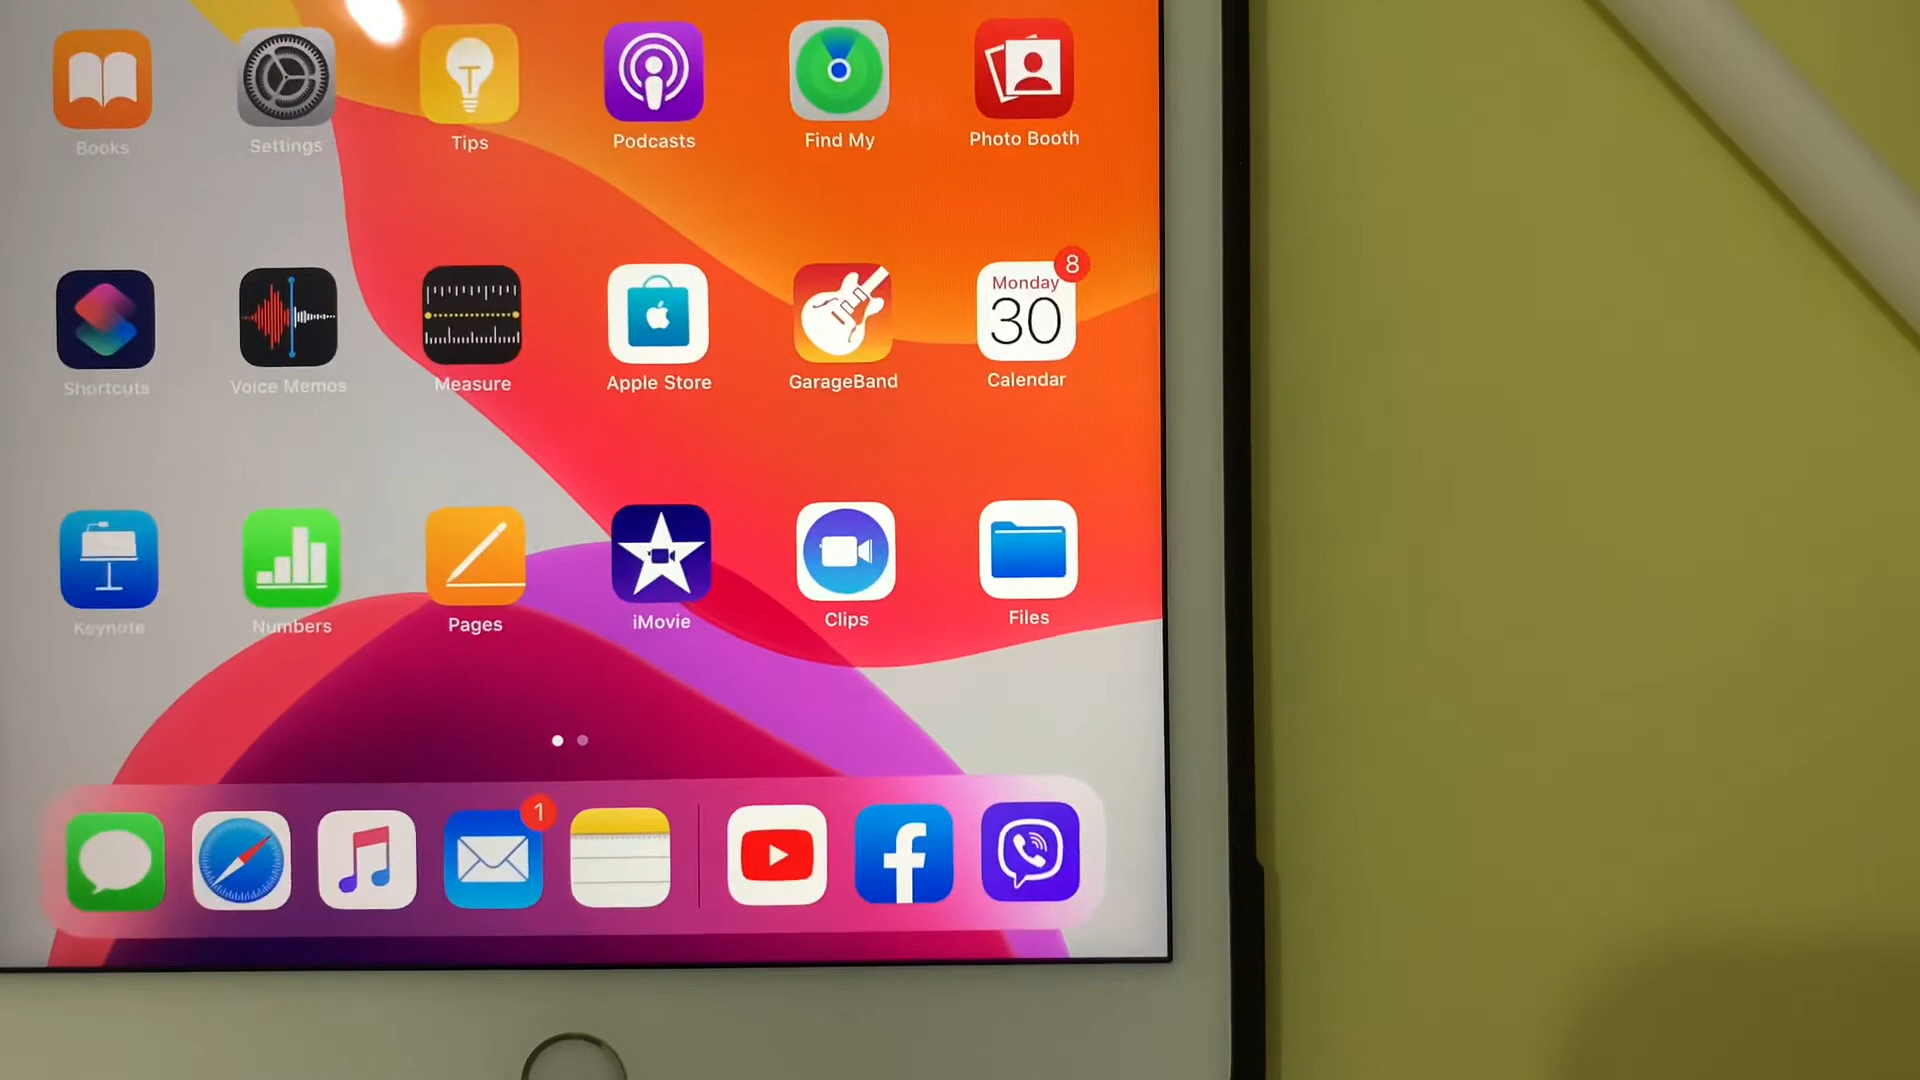 Books Settings Tips Podcasts Find My Photo Booth
8
Monday
30
Shortcuts Voice Memos Measure Apple Store GarageBand Calendar
Keynote Numbers Pages iMovie Clips Files
1